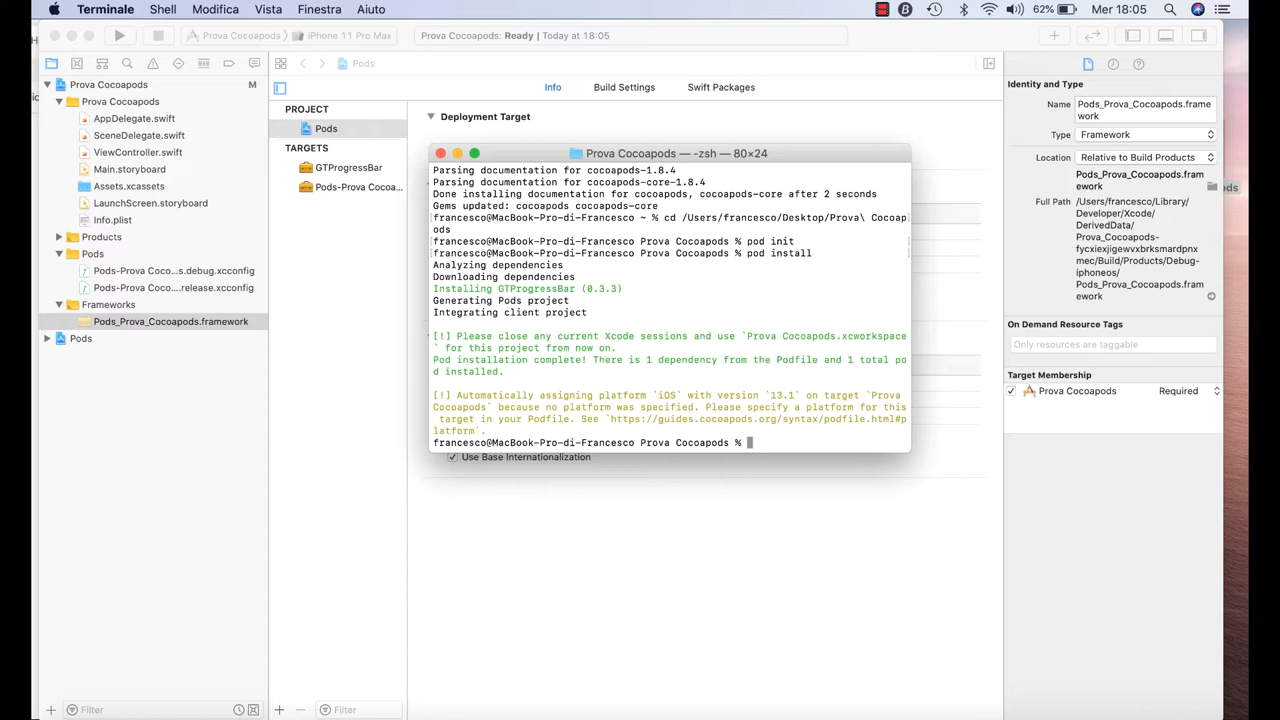 Terminale Shell Modifica Vista Finestra Aiuto 62% Mer 18:05
Prova Cocoapods iPhone 11 Pro Max Prova Cocoapods: Ready | Today at 18:05
Prova Cocoapods M
Prova Cocoapods
AppDelegate.swift
SceneDelegate.swift
ViewController.swift
Main.storyboard
Assets.xcassets
LaunchScreen.storyboard
Info.plist
Products
Pods
Pods-Prova Coco...s.debug.xcconfig
Pods-Prova Coco....release.xcconfig
Frameworks
Pods_Prova_Cocoapods.framework
Pods
Filter
Pods
Info Build Settings Swift Packages
PROJECT
Pods
TARGETS
GTProgressBar
Pods-Prova Cocoa...
Filter
Deployment Target
Prova Cocoapods — -zsh — 80×24
Parsing documentation for cocoapods-1.8.4
Parsing documentation for cocoapods-core-1.8.4
Done installing documentation for cocoapods, cocoapods-core after 2 seconds
Gems updated: cocoapods cocoapods-core
[francesco@MacBook-Pro-di-Francesco ~ % cd /Users/francesco/Desktop/Prova\ Cocoap]
ods
[francesco@MacBook-Pro-di-Francesco Prova Cocoapods % pod init ]
[francesco@MacBook-Pro-di-Francesco Prova Cocoapods % pod install ]
Analyzing dependencies
Downloading dependencies
Installing GTProgressBar (0.3.3)
Generating Pods project
Integrating client project
[!] Please close any current Xcode sessions and use `Prova Cocoapods.xcworkspace
` for this project from now on.
Pod installation complete! There is 1 dependency from the Podfile and 1 total po
d installed.
[!] Automatically assigning platform `iOS` with version `13.1` on target `Prova
Cocoapods` because no platform was specified. Please specify a platform for this
target in your Podfile. See `https://guides.cocoapods.org/syntax/podfile.html#p
latform`.
francesco@MacBook-Pro-di-Francesco Prova Cocoapods %
Use Base Internationalization
Identity and Type
Name Pods_Prova_Cocoapods.frame
work
Type Framework
Location Relative to Build Products
Pods_Prova_Cocoapods.fram
ework
Full Path /Users/francesco/Library/
Developer/Xcode/
DerivedData/
Prova_Cocoapods-
fycxiexjigewvxbrksmardpnx
mec/Build/Products/Debug-
iphoneos/
Pods_Prova_Cocoapods.fram
ework
On Demand Resource Tags
Only resources are taggable
Target Membership
Prova Cocoapods Required